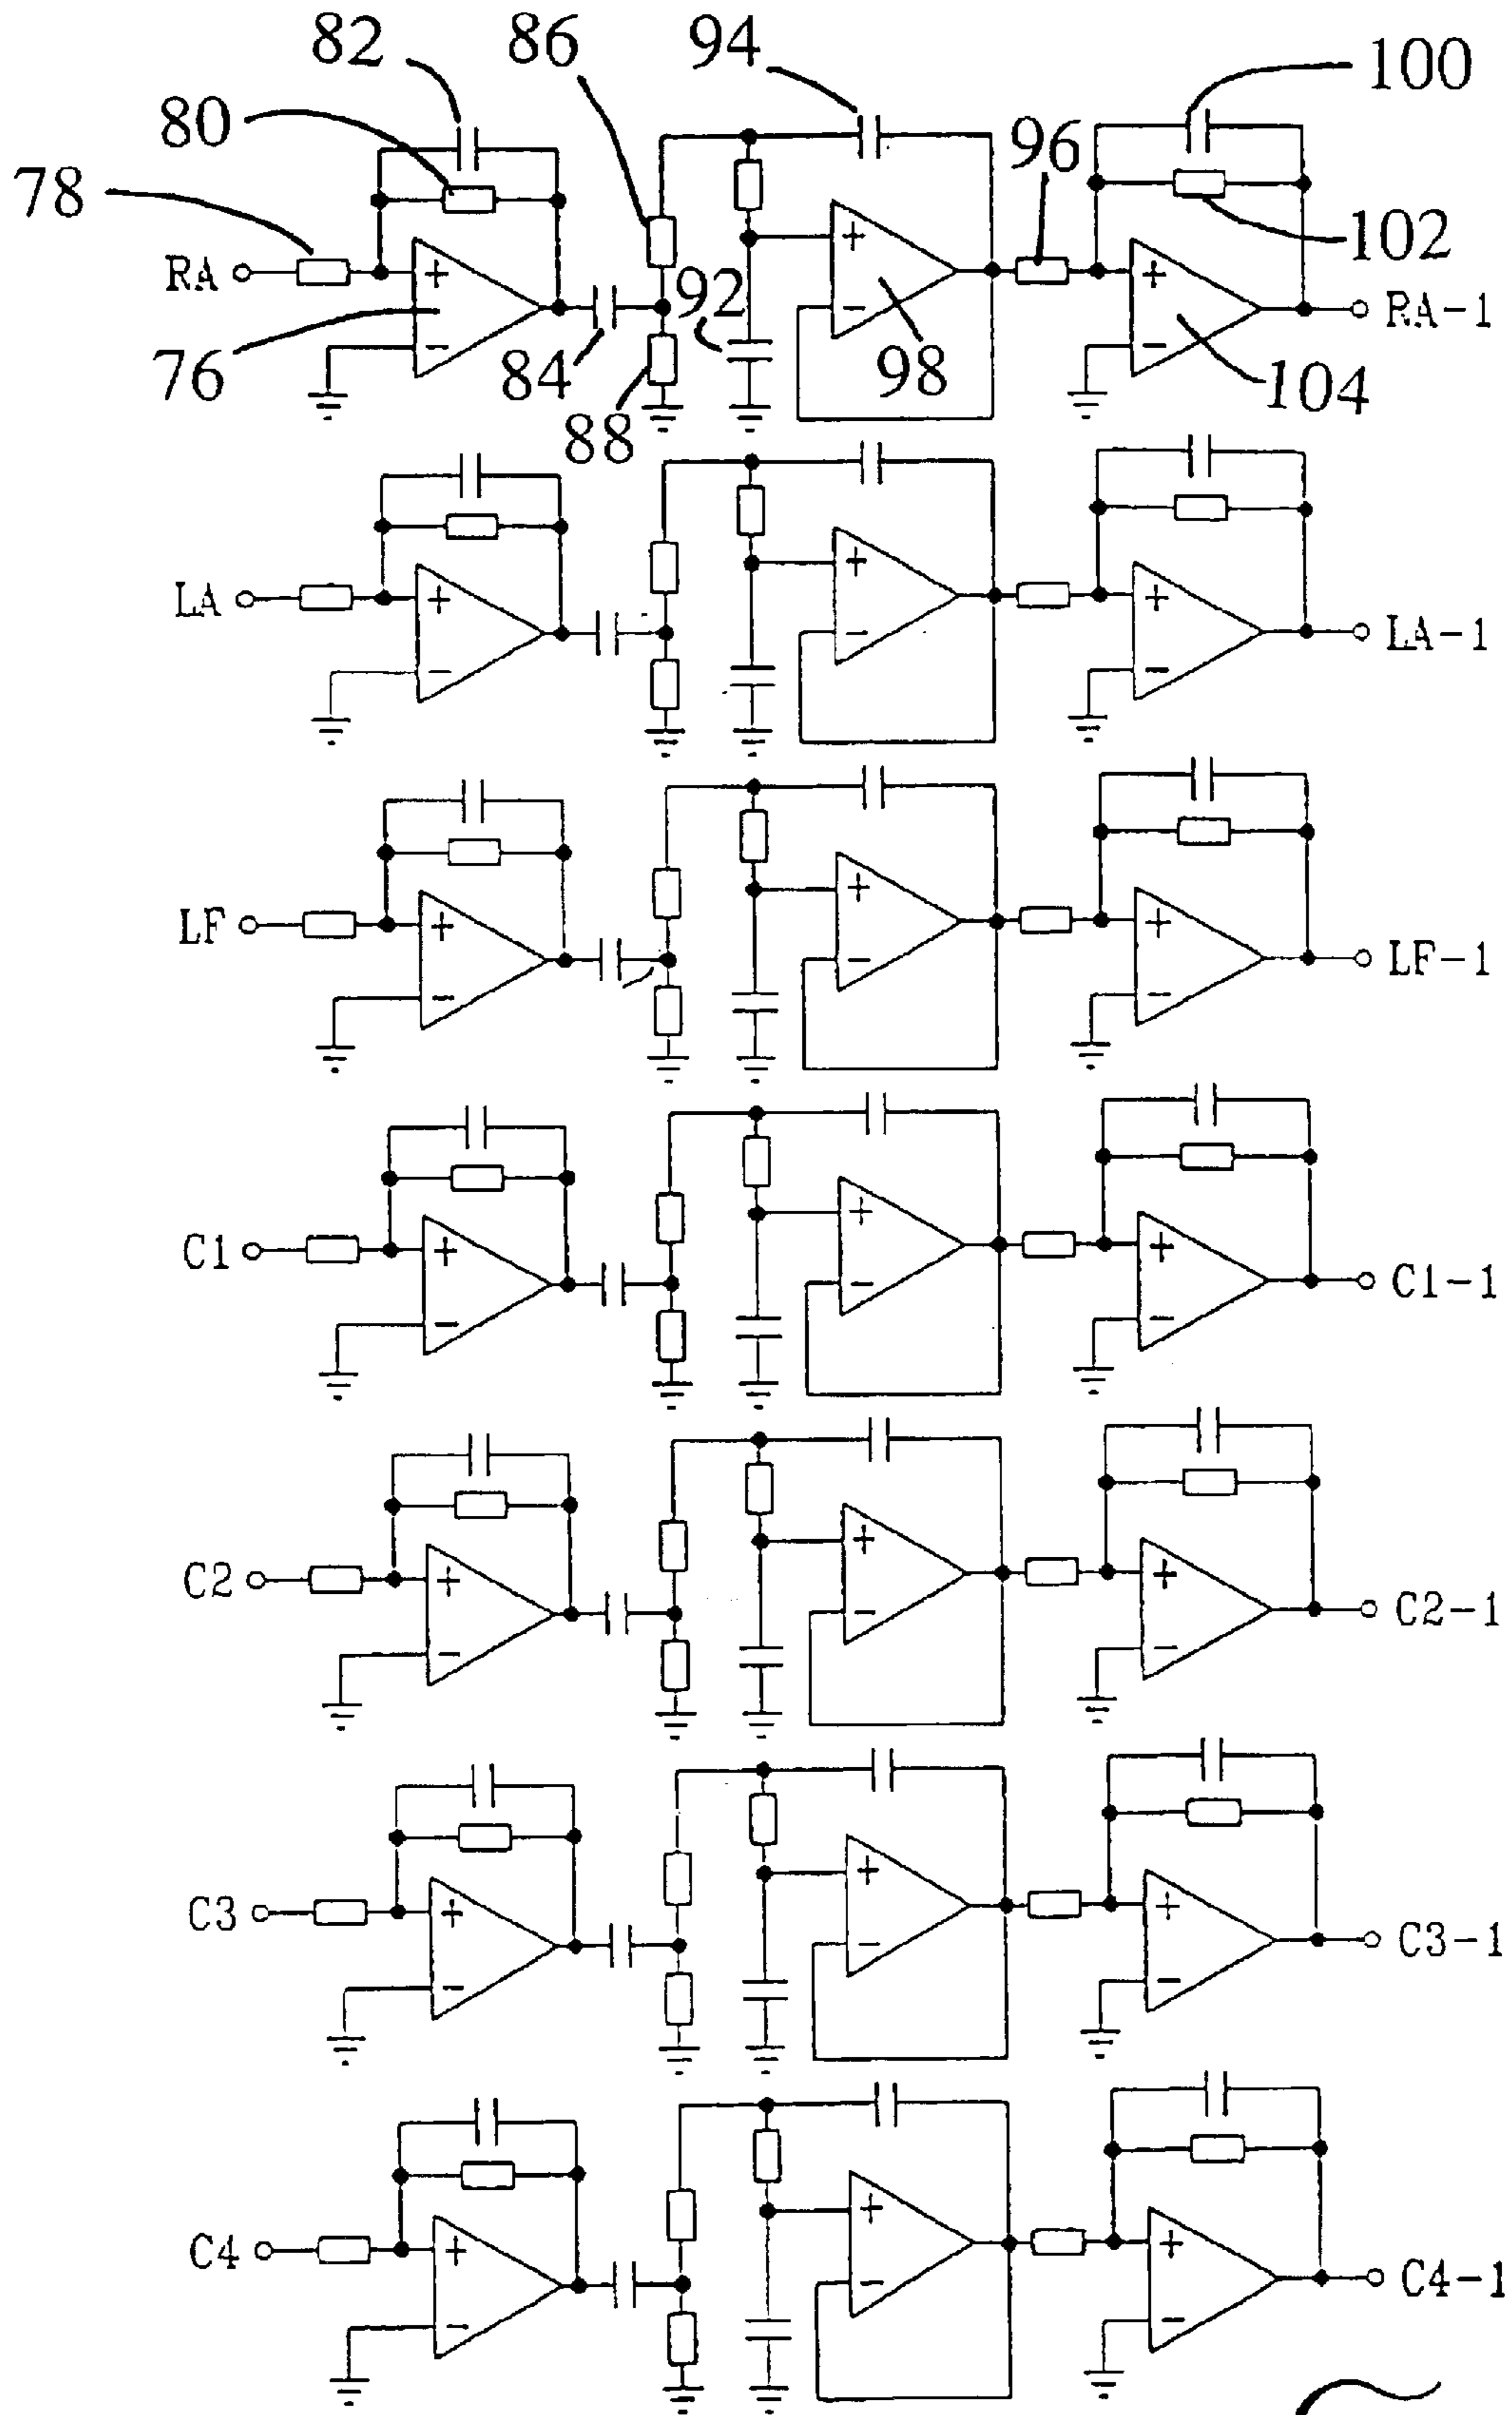 82 86 94 100
80 96
78 102
RA + + + RA-1
92
76 − 84 − 98 − 104
88
LA + + + LA-1
− − −
LF + + + LF-1
− − −
C1 + + + C1-1
− − −
C2 + + + C2-1
− − −
C3 + + + C3-1
− − −
C4 + + + C4-1
− − −